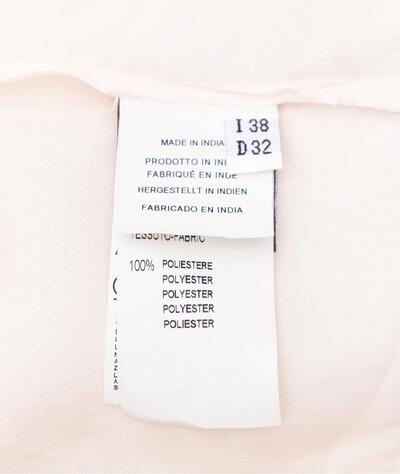 I 38
D 32
MADE IN INDIA
PRODOTTO IN
FABRIQUÉ EN INDE
HERGESTELLT IN INDIEN
FABRICADO EN INDIA
TESSUTO-FABRIC
100% POLIESTERE
POLYESTER
POLYESTER
POLYESTER
POLIESTER